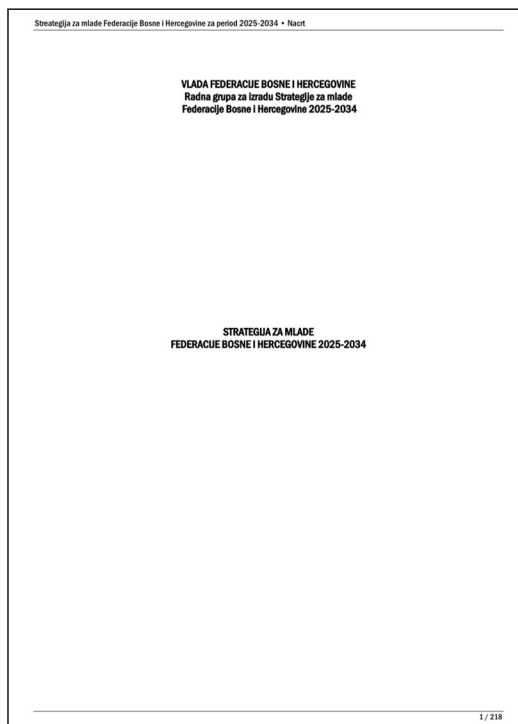 Streategija za mlade Federacije Bosne i Hercegovine za period 2025-2034 • Nacrt
VLADA FEDERACIJE BOSNE I HERCEGOVINE
Radna grupa za izradu Strategije za mlade
Federacije Bosne i Hercegovine 2025-2034
STRATEGIJA ZA MLADE
FEDERACIJE BOSNE I HERCEGOVINE 2025-2034
1 / 218